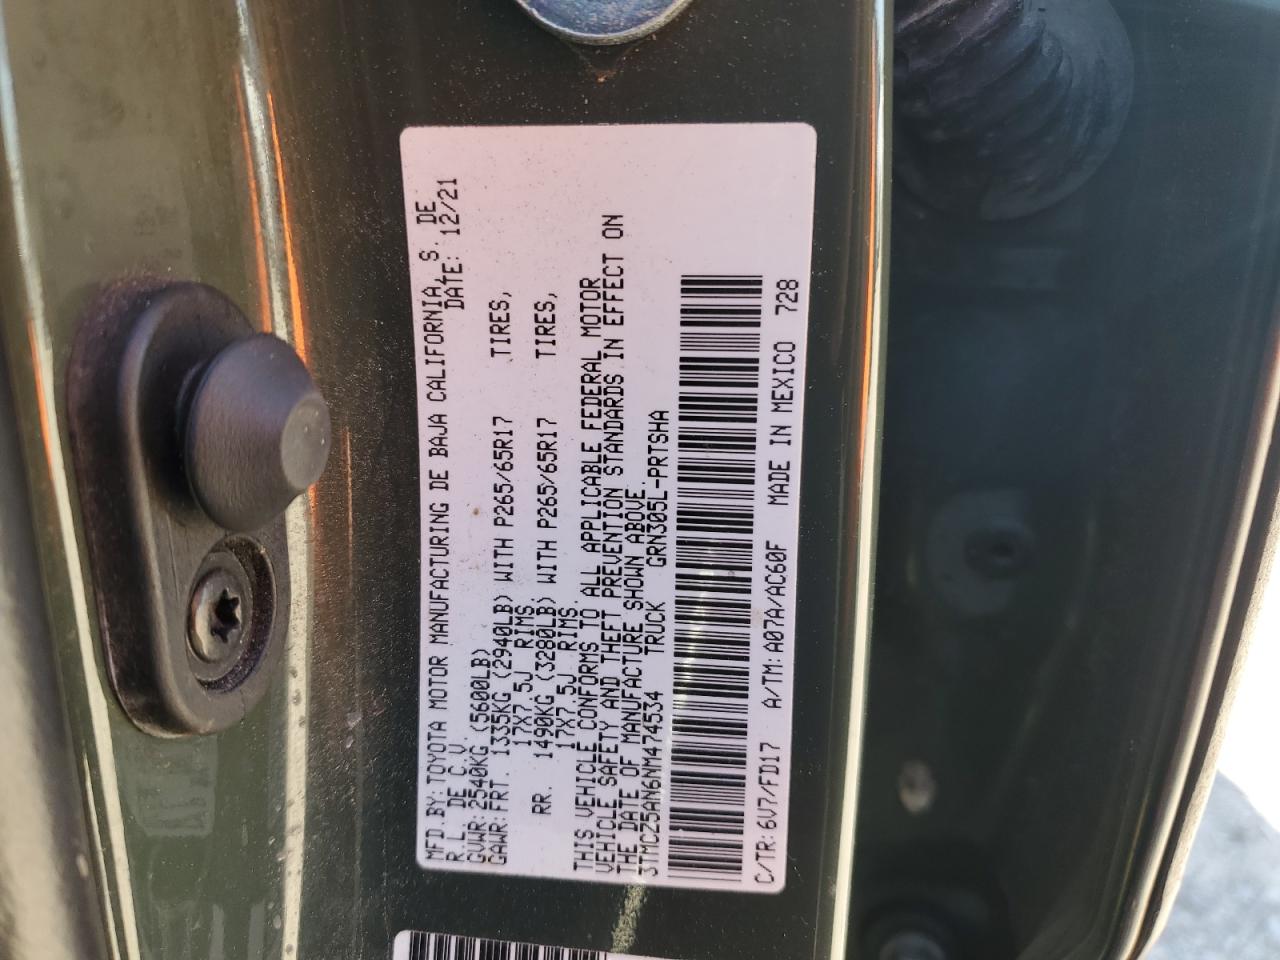 MFD.BY:TOYOTA MOTOR MANUFACTURING DE BAJA CALIFORNIA,S. DE
R.L. DE C.V. DATE: 12/21
GVWR:2540KG (5600LB)
GAWR:FRT. 1335KG (2940LB) WITH P265/65R17 TIRES,
17X7.5J RIMS
RR. 1490KG (3280LB) WITH P265/65R17 TIRES,
17X7.5J RIMS
THIS VEHICLE CONFORMS TO ALL APPLICABLE FEDERAL MOTOR
VEHICLE SAFETY AND THEFT PREVENTION STANDARDS IN EFFECT ON
THE DATE OF MANUFACTURE SHOWN ABOVE.
3TMCZ5AN6NM474534 TRUCK GRN305L-PRTSHA
C/TR:6V7/FD17 A/TM:A07A/AC60F MADE IN MEXICO 728